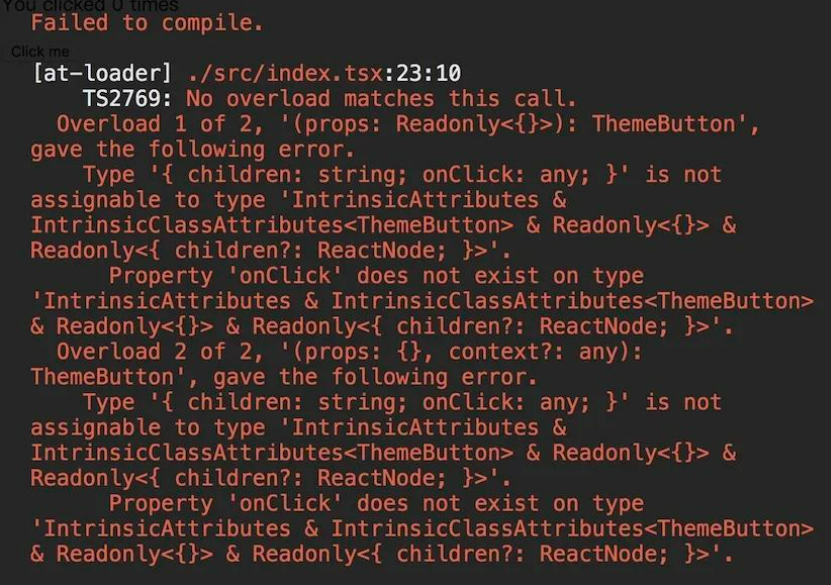 You clicked 0 times
Failed to compile.
Click me
[at-loader] ./src/index.tsx:23:10
TS2769: No overload matches this call.
Overload 1 of 2, '(props: Readonly<{}>): ThemeButton',
gave the following error.
Type '{ children: string; onClick: any; }' is not
assignable to type 'IntrinsicAttributes &
IntrinsicClassAttributes<ThemeButton> & Readonly<{}> &
Readonly<{ children?: ReactNode; }>'.
Property 'onClick' does not exist on type
'IntrinsicAttributes & IntrinsicClassAttributes<ThemeButton>
& Readonly<{}> & Readonly<{ children?: ReactNode; }>'.
Overload 2 of 2, '(props: {}, context?: any):
ThemeButton', gave the following error.
Type '{ children: string; onClick: any; }' is not
assignable to type 'IntrinsicAttributes &
IntrinsicClassAttributes<ThemeButton> & Readonly<{}> &
Readonly<{ children?: ReactNode; }>'.
Property 'onClick' does not exist on type
'IntrinsicAttributes & IntrinsicClassAttributes<ThemeButton>
& Readonly<{}> & Readonly<{ children?: ReactNode; }>'.